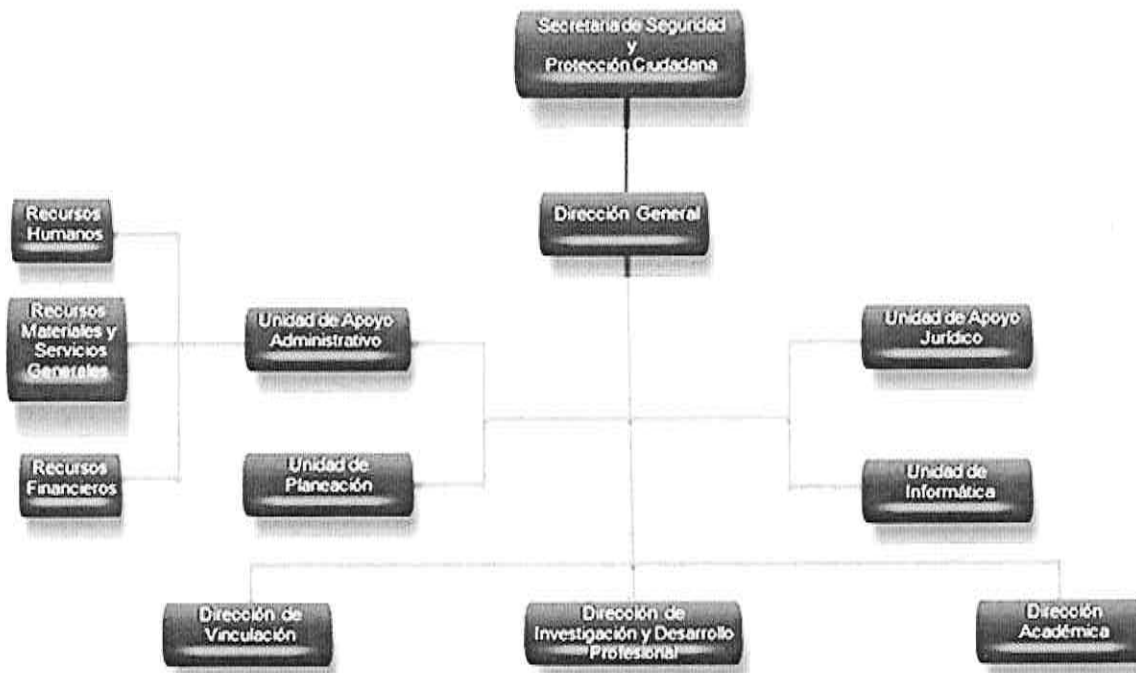 Secretaria de Seguridad
y
Protección Ciudadana
Dirección General
Recursos
Humanos
Recursos
Materiales y
Servicios
Generales
Recursos
Financieros
Unidad de Apoyo
Administrativo
Unidad de
Planeación
Unidad de Apoyo
Jurídico
Unidad de
Informática
Dirección de
Vinculación
Dirección de
Investigación y Desarrollo
Profesional
Dirección
Académica